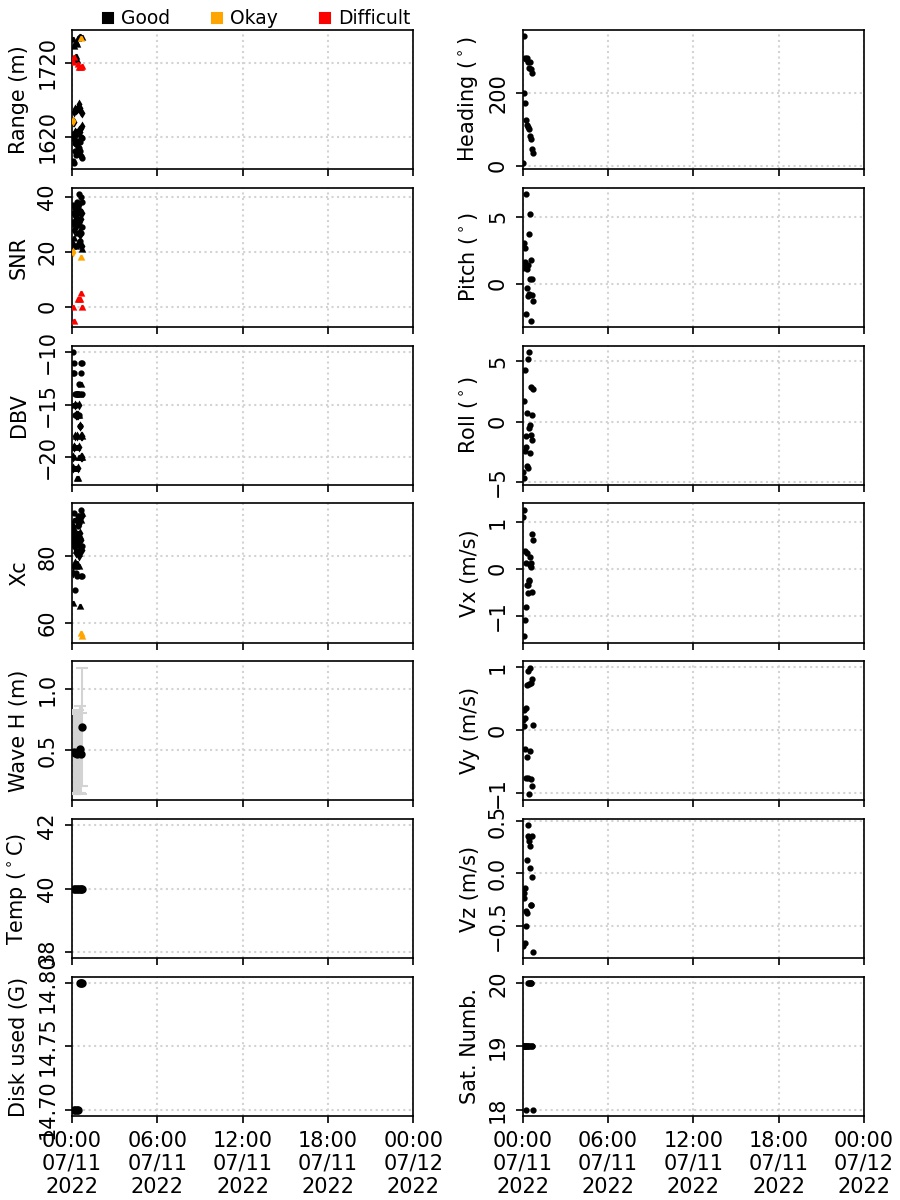 Good Okay Difficult
Range (m)
1720
1620
Heading (°)
200
0
SNR
40
20
0
Pitch (°)
5
0
DBV
−10
−15
−20
Roll (°)
5
0
−5
Xc
80
60
Vx (m/s)
1
0
−1
Wave H (m)
1.0
0.5
Vy (m/s)
1
0
−1
Temp (°C)
42
40
38
Vz (m/s)
0.5
0.0
−0.5
Disk used (G)
14.80
14.75
14.70
Sat. Numb.
20
19
18
00:00 06:00 12:00 18:00 00:00
07/11 07/11 07/11 07/11 07/12
2022 2022 2022 2022 2022
00:00 06:00 12:00 18:00 00:00
07/11 07/11 07/11 07/11 07/12
2022 2022 2022 2022 2022